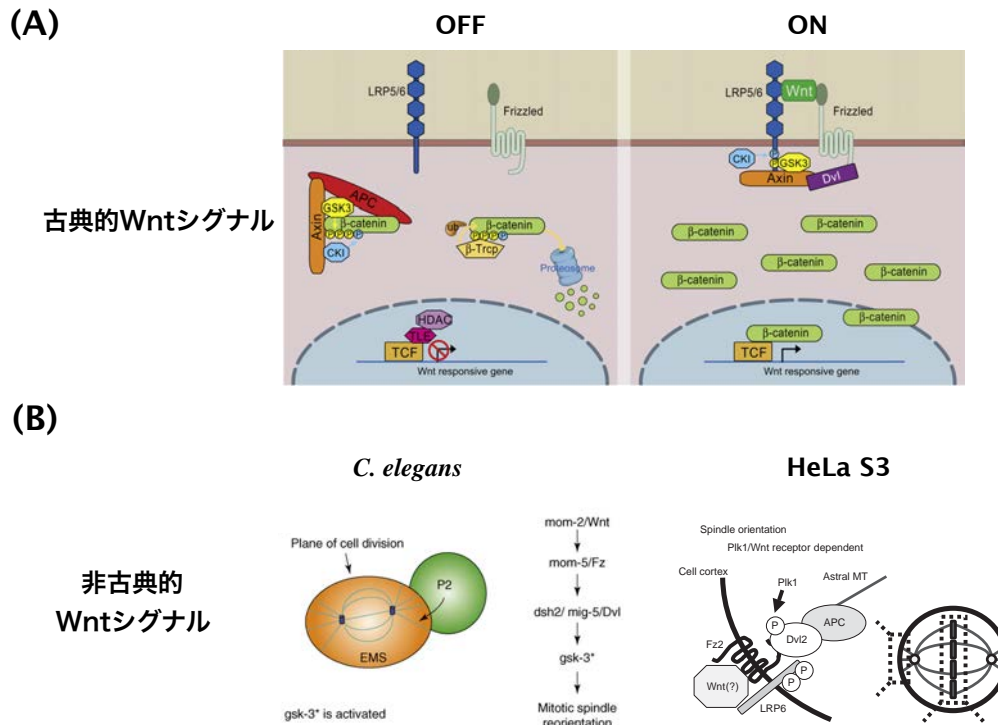 (A)
OFF
ON
古典的Wntシグナル
LRP5/6
Frizzled
APC
GSK3
Axin
β-catenin
P P P P
CKI
ub
β-catenin
P P P P
β-Trcp
Proteosome
HDAC
TLE
TCF
Wnt responsive gene
LRP5/6
Wnt
Frizzled
CKI
P
P
GSK3
Axin
Dvl
β-catenin
β-catenin
β-catenin
β-catenin
β-catenin
β-catenin
β-catenin
TCF
Wnt responsive gene
(B)
C. elegans
HeLa S3
非古典的
Wntシグナル
Plane of cell division
P2
EMS
gsk-3* is activated
mom-2/Wnt
mom-5/Fz
dsh2/ mig-5/Dvl
gsk-3*
Mitotic spindle
reorientation
Spindle orientation
Plk1/Wnt receptor dependent
Cell cortex
Plk1
Astral MT
P
APC
Dvl2
Fz2
P
P
Wnt(?)
LRP6